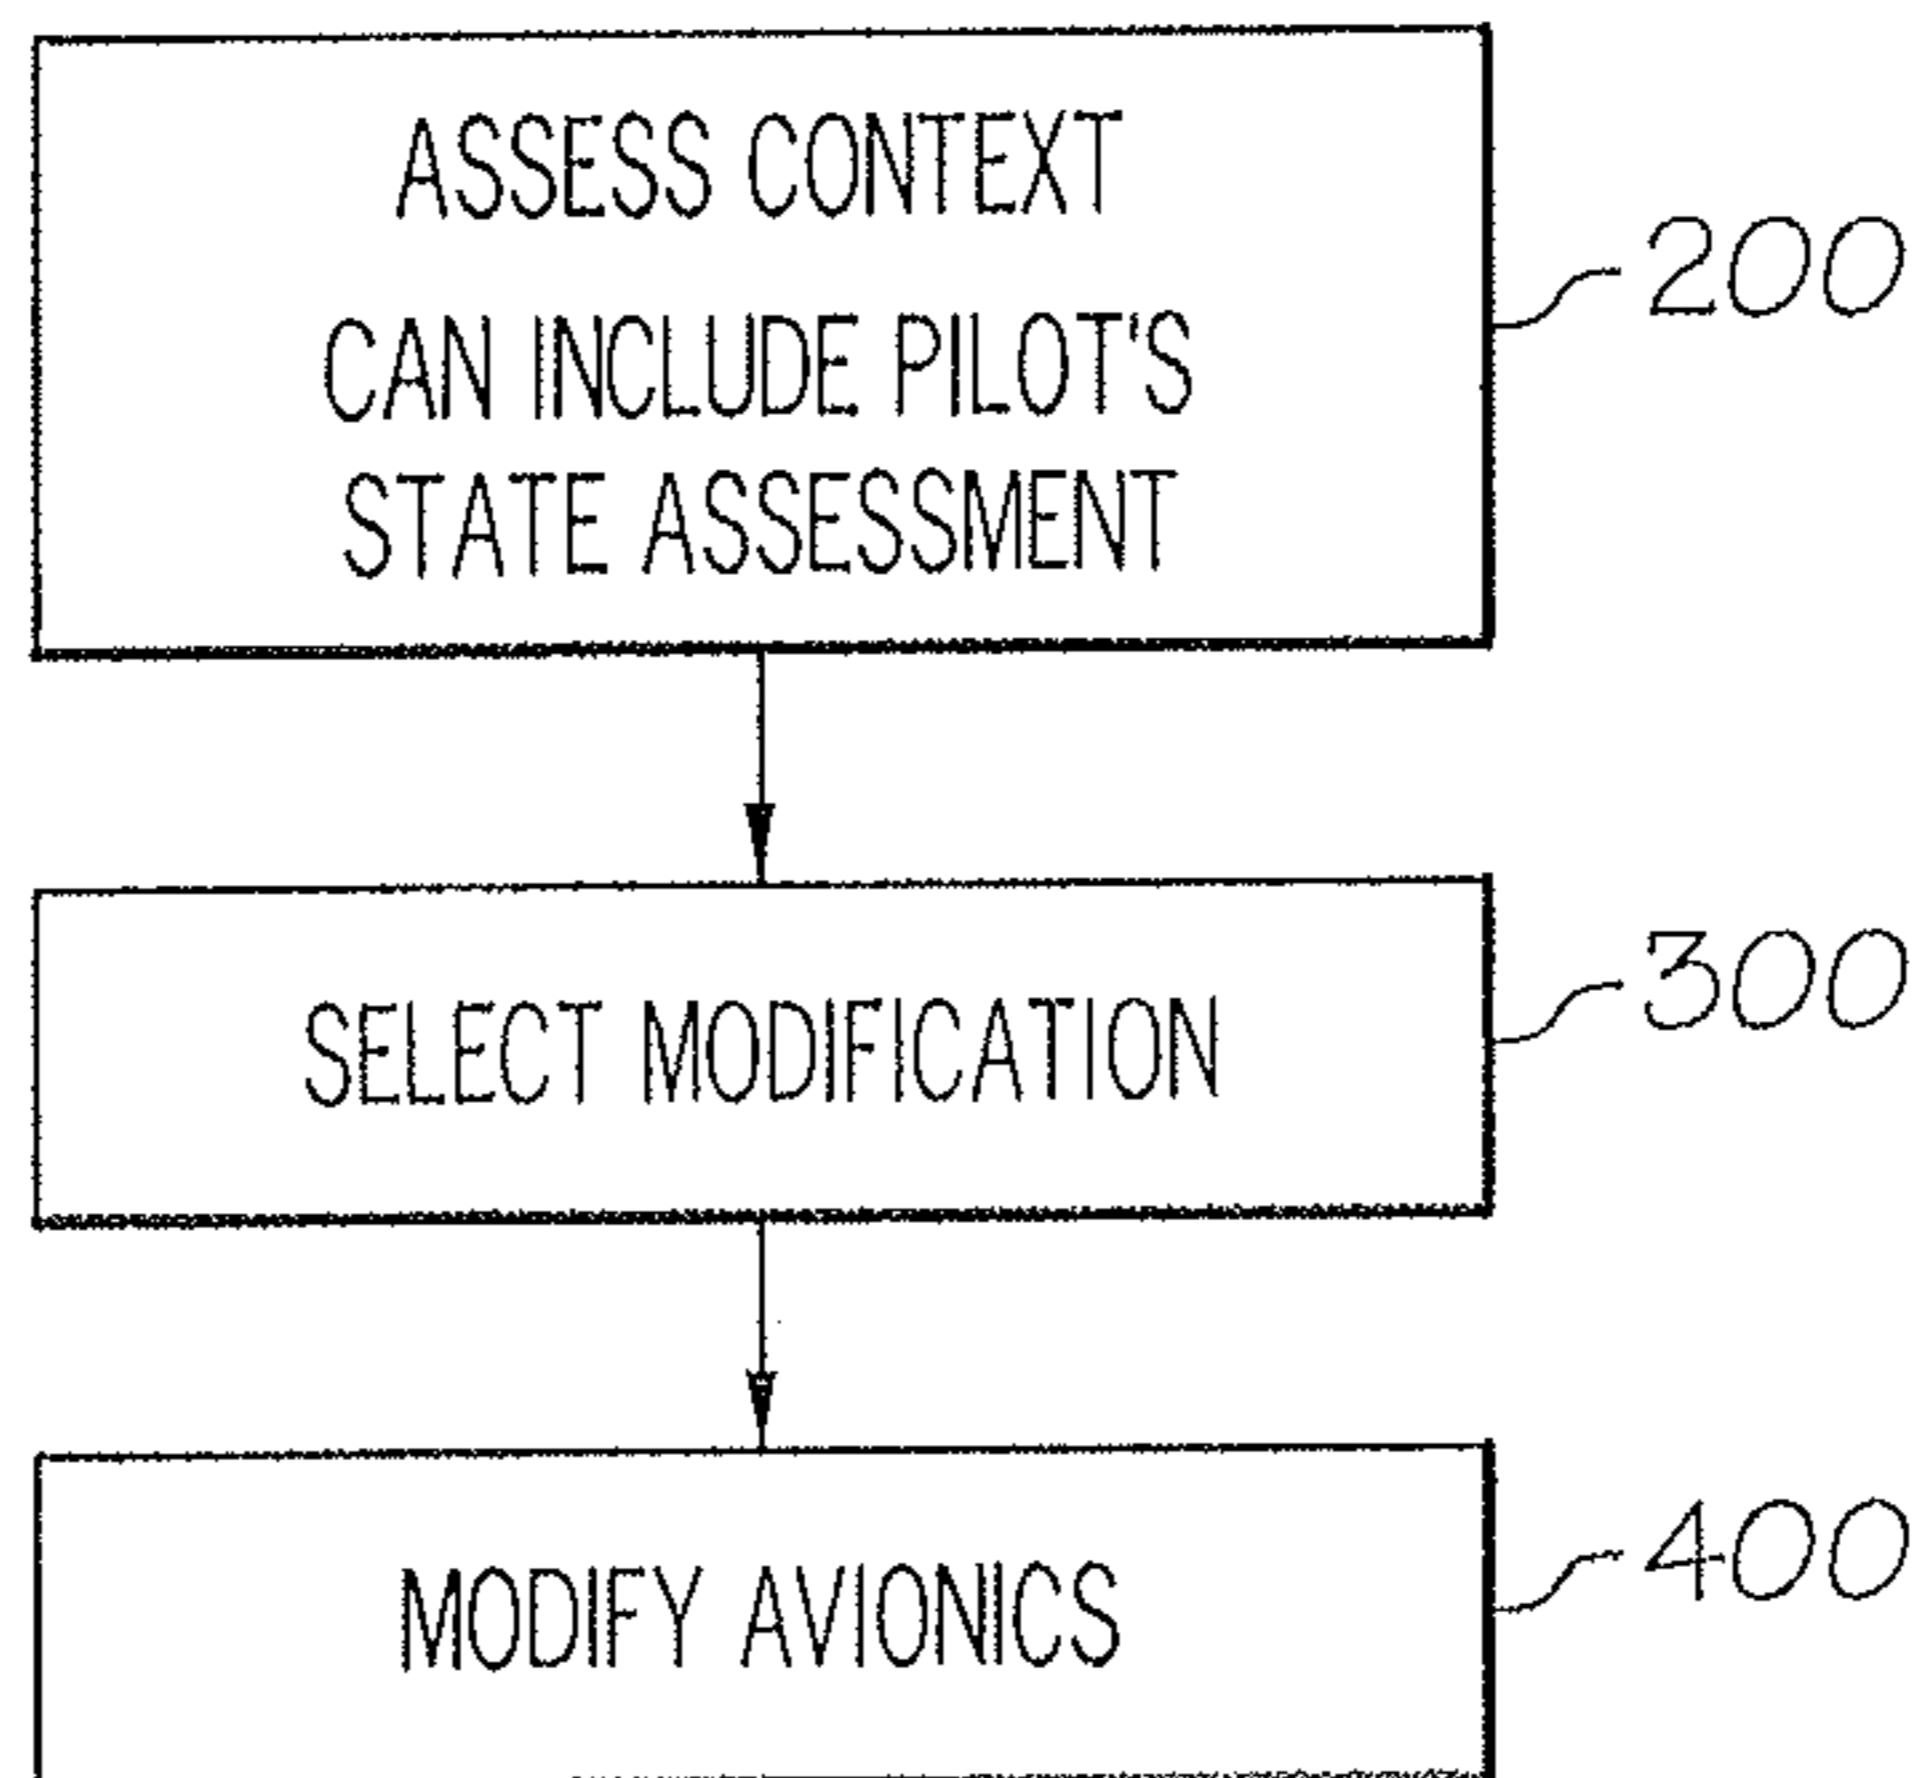 ASSESS CONTEXT
CAN INCLUDE PILOT'S
STATE ASSESSMENT
200
SELECT MODIFICATION
300
MODIFY AVIONICS
400